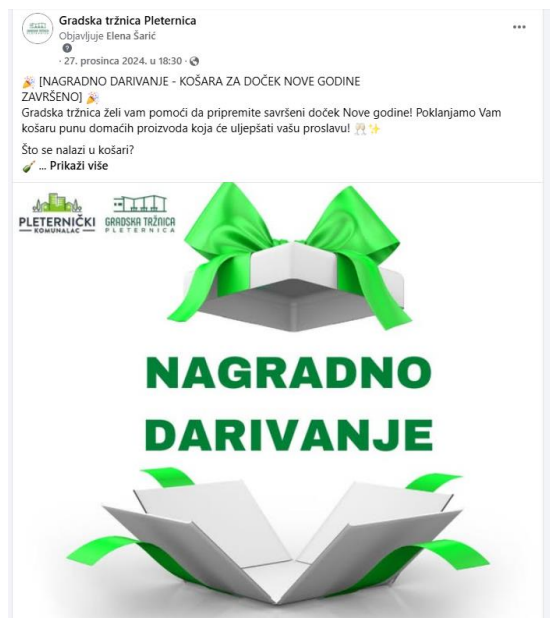 Gradska tržnica Pleternica
Objavljuje Elena Šarić
· 27. prosinca 2024. u 18:30 ·
🎉 [NAGRADNO DARIVANJE - KOŠARA ZA DOČEK NOVE GODINE
ZAVRŠENO] 🎉
Gradska tržnica želi vam pomoći da pripremite savršeni doček Nove godine! Poklanjamo Vam
košaru punu domaćih proizvoda koja će uljepšati vašu proslavu! 🥂✨
Što se nalazi u košari?
🍾 ... Prikaži više
PLETERNIČKI
KOMUNALAC
GRADSKA TRŽNICA
PLETERNICA
NAGRADNO
DARIVANJE